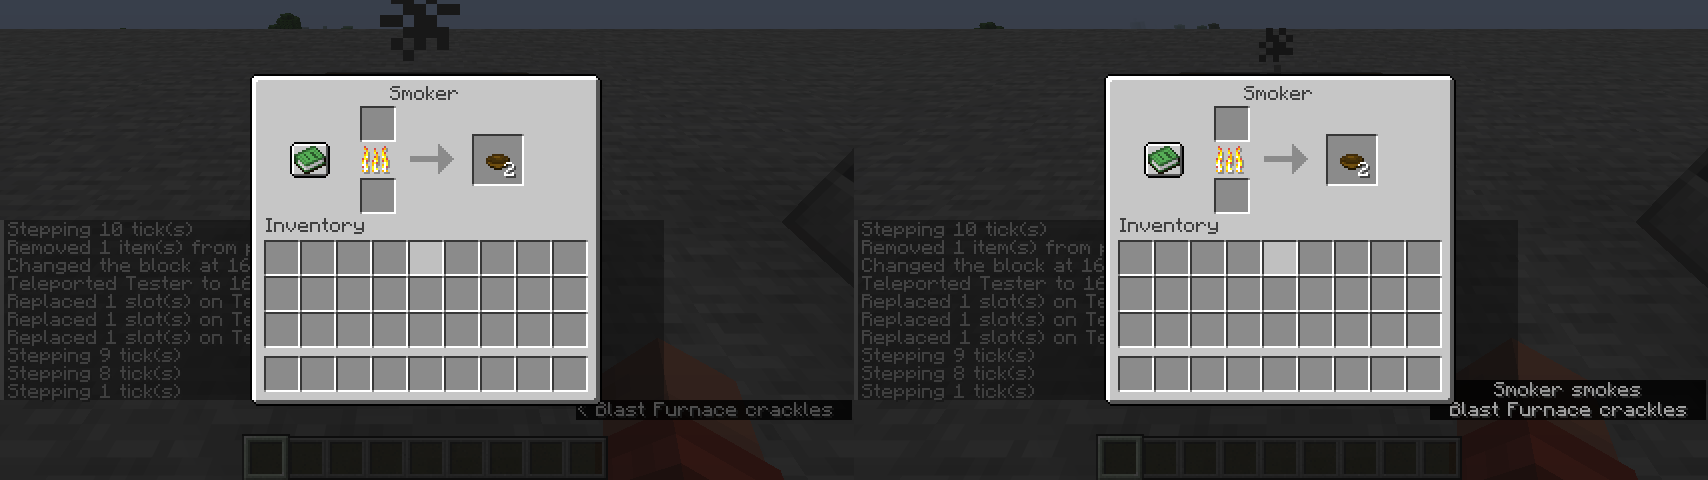 Smoker
2
Inventory
Stepping 10 tick(s)
Removed 1 item(s) from
Changed the block at 16
Teleported Tester to 16
Replaced 1 slot(s) on Te
Replaced 1 slot(s) on Te
Replaced 1 slot(s) on Te
Stepping 9 tick(s)
Stepping 8 tick(s)
Stepping 1 tick(s)
< Blast Furnace crackles
Smoker
2
Inventory
Stepping 10 tick(s)
Removed 1 item(s) from
Changed the block at 16
Teleported Tester to 16
Replaced 1 slot(s) on Te
Replaced 1 slot(s) on Te
Replaced 1 slot(s) on Te
Stepping 9 tick(s)
Stepping 8 tick(s)
Stepping 1 tick(s)
Smoker smokes
Blast Furnace crackles